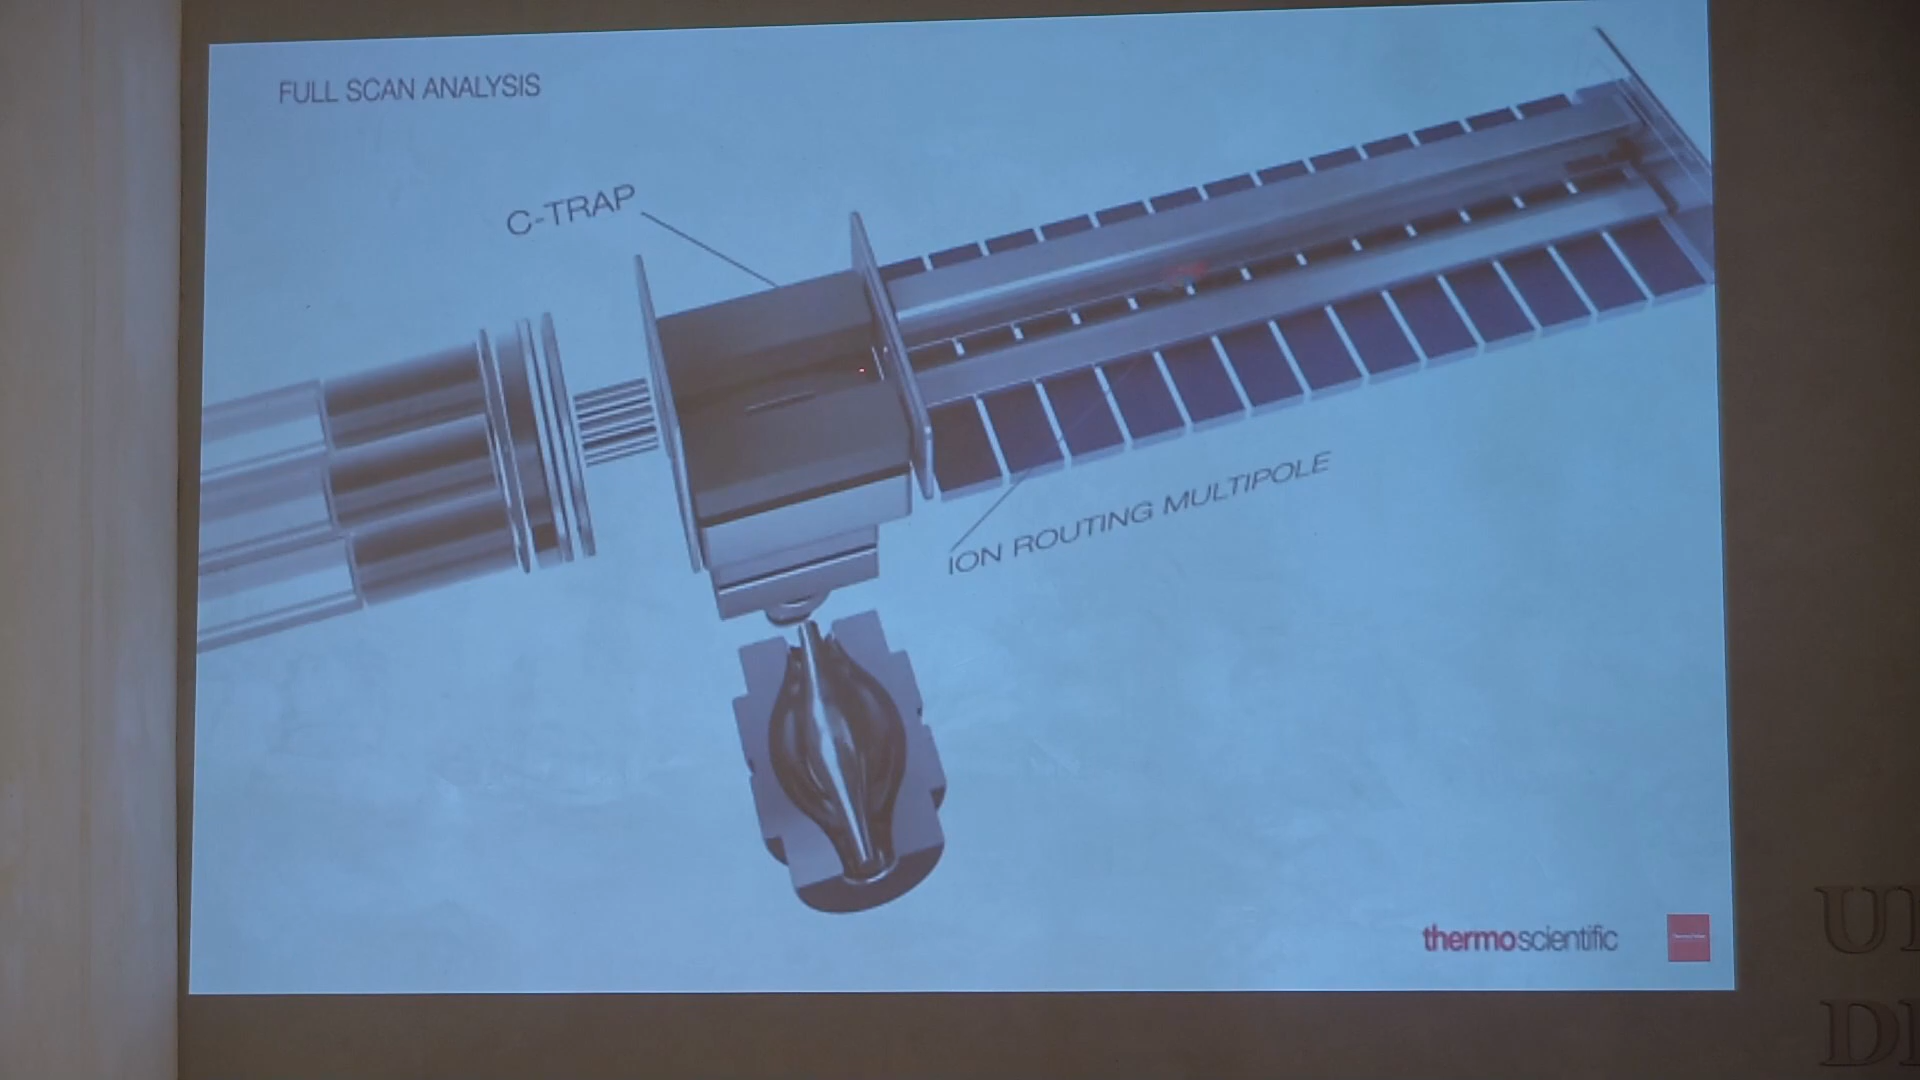 FULL SCAN ANALYSIS
C-TRAP
ION ROUTING MULTIPOLE
thermoscientific